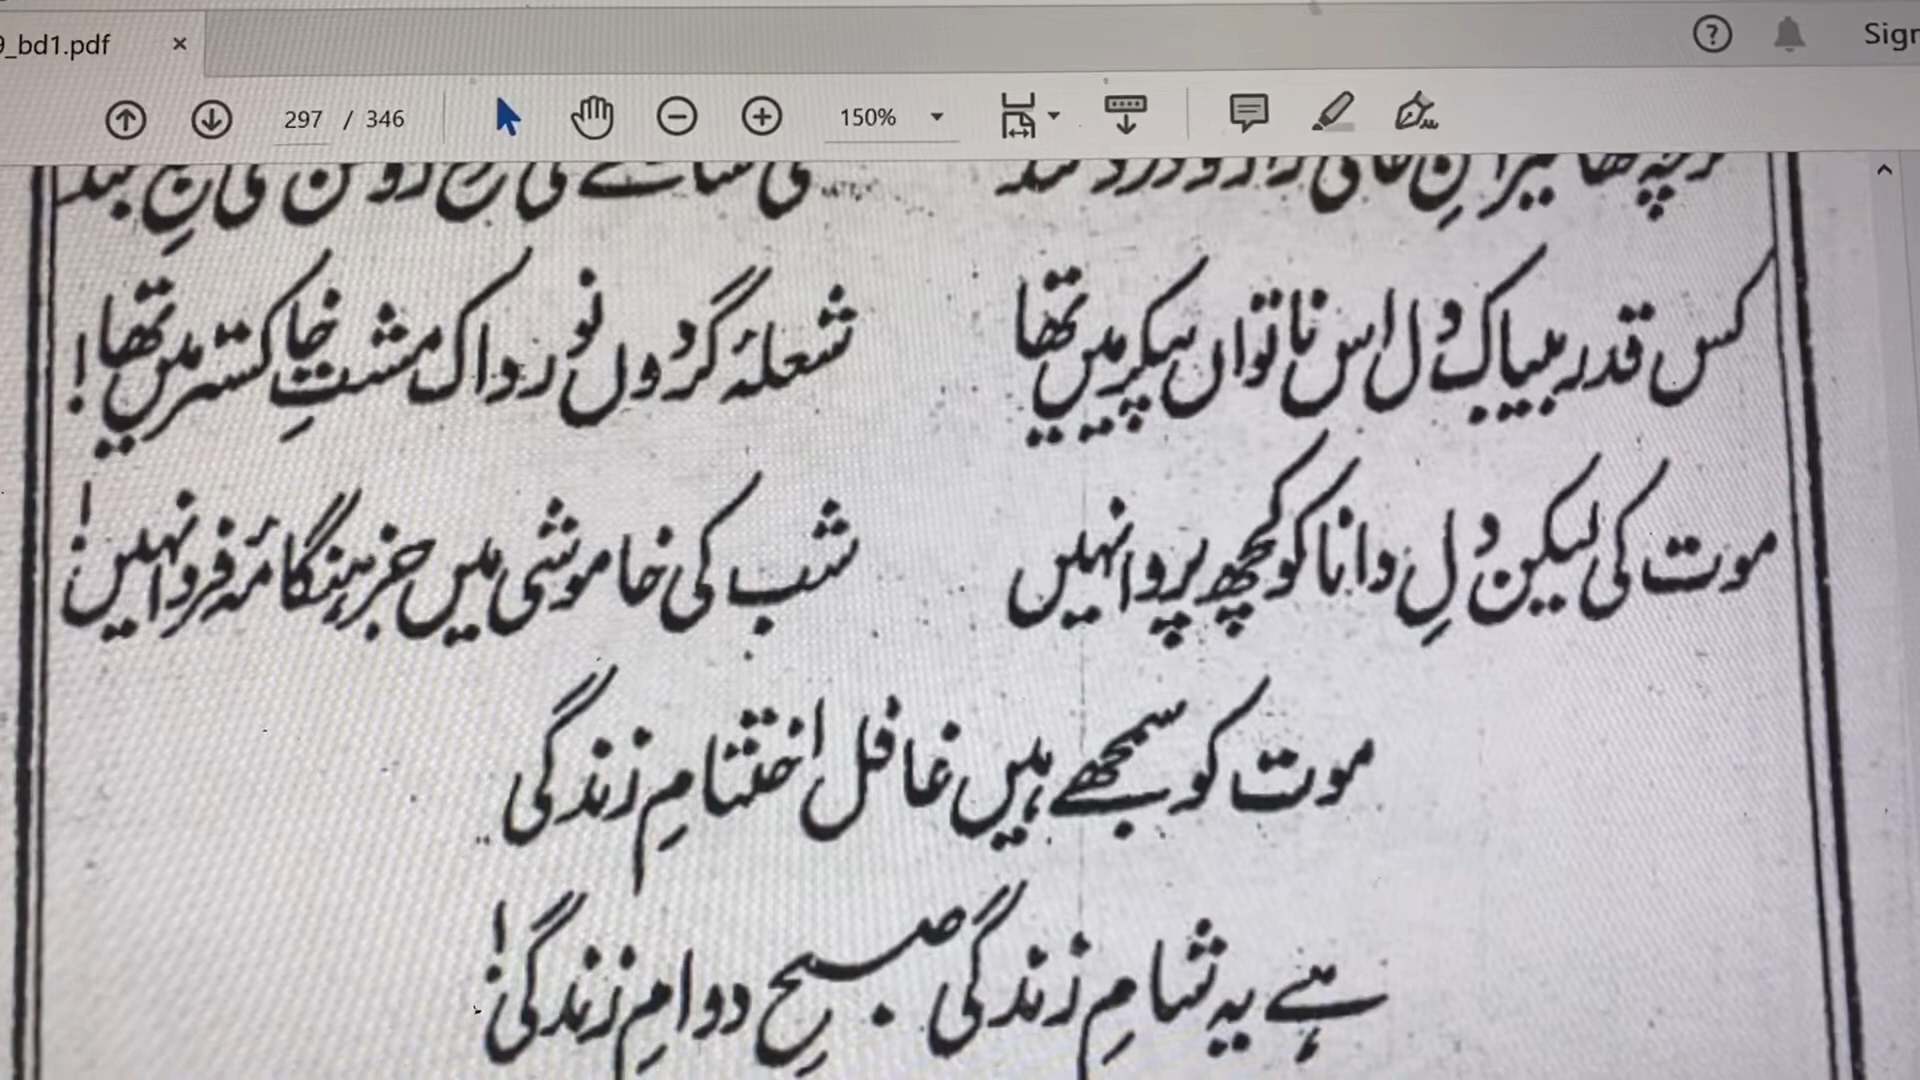 9_bd1.pdf
297 / 346 150%
کس قدر بیباک دل اس ناتواں پیکر میں تھا شعلۂ گردوں نورد اک مشتِ خاکستر میں تھا!
موت کی لیکن دلِ دانا کو کچھ پروا نہیں شب کی خاموشی میں جز ہنگامۂ فردا نہیں!
موت کو سمجھے ہیں غافل اختتامِ زندگی
ہے یہ شامِ زندگی صبحِ دوامِ زندگی!